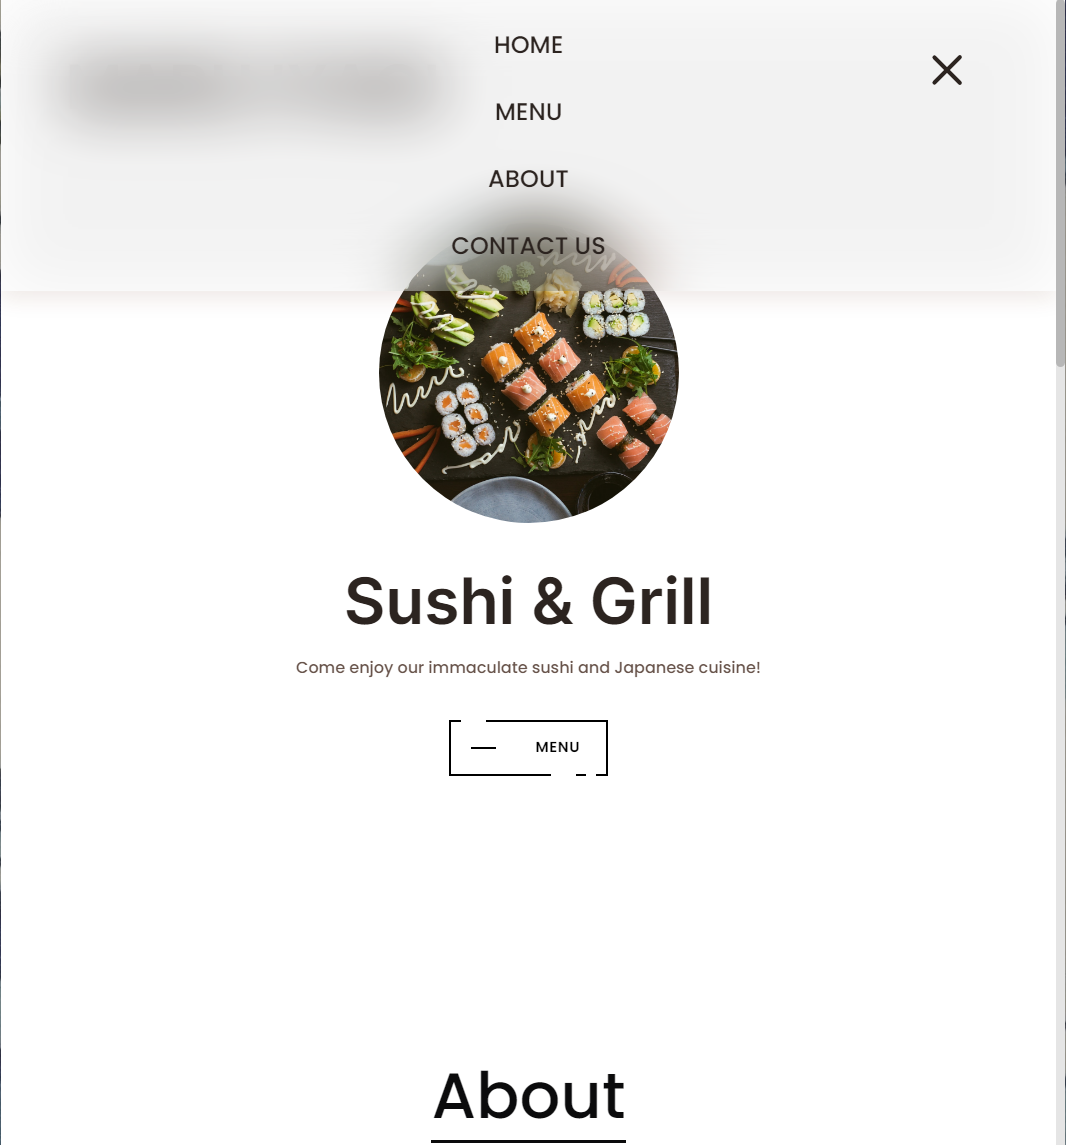 HOME
MENU
ABOUT
CONTACT US
Sushi & Grill
Come enjoy our immaculate sushi and Japanese cuisine!
MENU
About